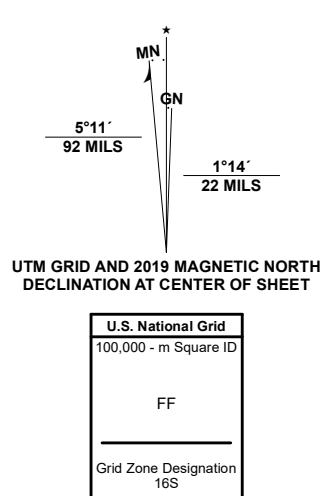 ★
MN
GN
5°11´
92 MILS
1°14´
22 MILS
UTM GRID AND 2019 MAGNETIC NORTH
DECLINATION AT CENTER OF SHEET
U.S. National Grid
100,000 - m Square ID
FF
Grid Zone Designation
16S